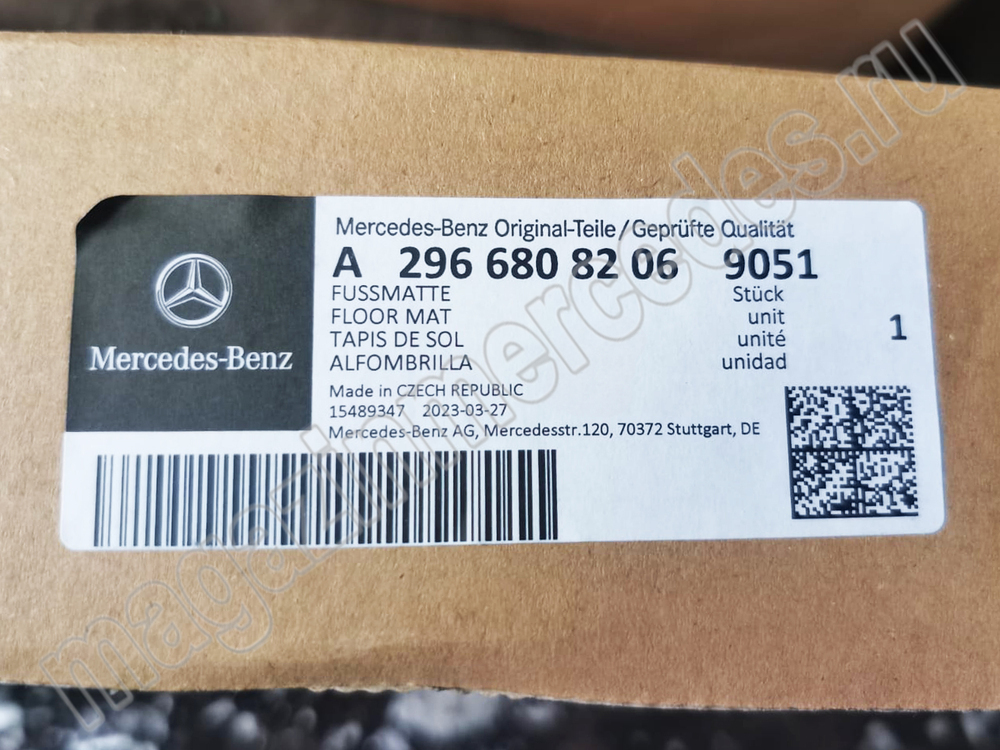 Mercedes-Benz
Mercedes-Benz Original-Teile/Geprüfte Qualität
A 296 680 82 06 9051
FUSSMATTE Stück
FLOOR MAT unit
TAPIS DE SOL unité
ALFOMBRILLA unidad
1
Made in CZECH REPUBLIC
15489347 2023-03-27
Mercedes-Benz AG, Mercedesstr.120, 70372 Stuttgart, DE
magazinmercedes.ru